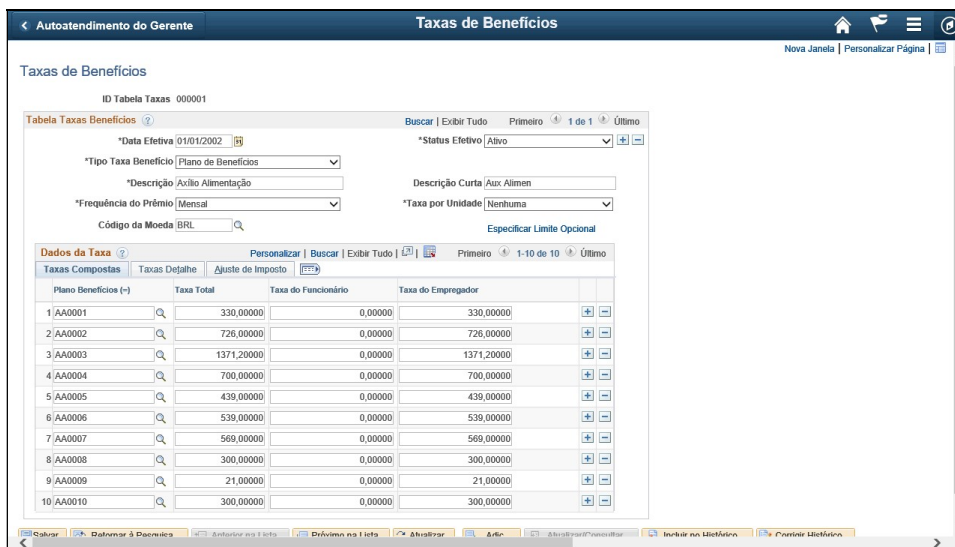 Autoatendimento do Gerente
Taxas de Benefícios
Nova Janela | Personalizar Página |
Taxas de Benefícios
ID Tabela Taxas 000001
Tabela Taxas Benefícios Buscar | Exibir Tudo Primeiro 1 de 1 Último
*Data Efetiva 01/01/2002 *Status Efetivo Ativo
*Tipo Taxa Benefício Plano de Benefícios
*Descrição Axílio Alimentação Descrição Curta Aux Alimen
*Frequência do Prêmio Mensal *Taxa por Unidade Nenhuma
Código da Moeda BRL Especificar Limite Opcional
Dados da Taxa Personalizar | Buscar | Exibir Tudo | | Primeiro 1-10 de 10 Último
Taxas Compostas Taxas Detalhe Ajuste de Imposto
Plano Benefícios (=) Taxa Total Taxa do Funcionário Taxa do Empregador
1 AA0001 330,00000 0,00000 330,00000
2 AA0002 726,00000 0,00000 726,00000
3 AA0003 1371,20000 0,00000 1371,20000
4 AA0004 700,00000 0,00000 700,00000
5 AA0005 439,00000 0,00000 439,00000
6 AA0006 539,00000 0,00000 539,00000
7 AA0007 569,00000 0,00000 569,00000
8 AA0008 300,00000 0,00000 300,00000
9 AA0009 21,00000 0,00000 21,00000
10 AA0010 300,00000 0,00000 300,00000
Salvar Retornar à Pesquisa Anterior na Lista Próximo na Lista Atualizar Adic Atualizar/Consultar Incluir no Histórico Corrigir Histórico